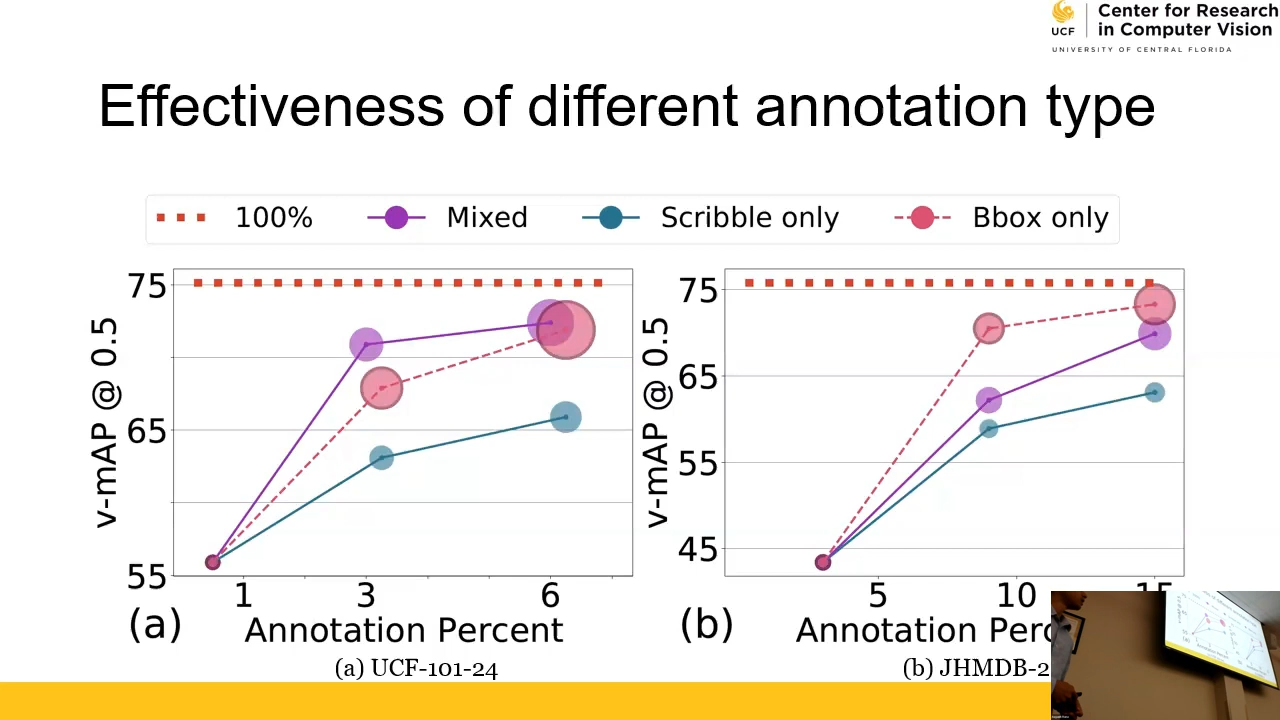 UCF
Center for Research
in Computer Vision
UNIVERSITY OF CENTRAL FLORIDA
Effectiveness of different annotation type
100% Mixed Scribble only Bbox only
75
65
55
v-mAP @ 0.5
1 3 6
(a) Annotation Percent
(a) UCF-101-24
75
65
55
45
v-mAP @ 0.5
5 10 15
(b) Annotation Perc
(b) JHMDB-2